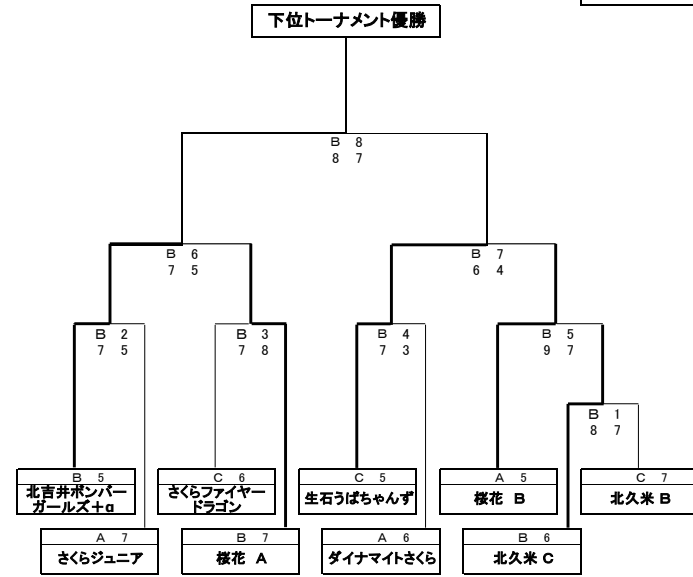 下位トーナメント優勝
B 8
8 7
B 6
7 5
B 7
6 4
B 2
7 5
B 3
7 8
B 4
7 3
B 5
9 7
B 1
8 7
B 5
北吉井ボンバー
ガールズ+α
C 6
さくらファイヤー
ドラゴン
C 5
生石うぱちゃんず
A 5
桜花 B
C 7
北久米 B
A 7
さくらジュニア
B 7
桜花 A
A 6
ダイナマイトさくら
B 6
北久米 C